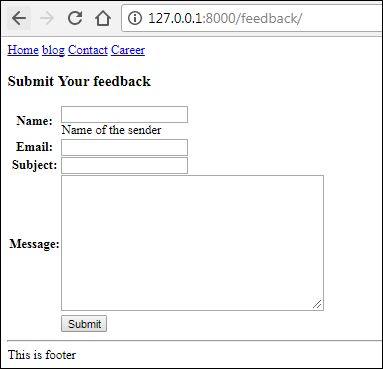 127.0.0.1:8000/feedback/
Home blog Contact Career
Submit Your feedback
Name:
Name of the sender
Email:
Subject:
Message:
Submit
This is footer